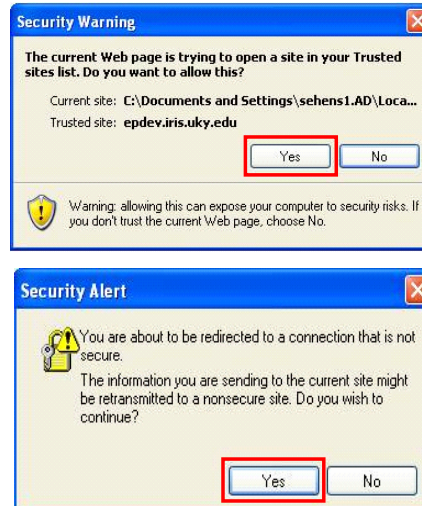 Security Warning
The current Web page is trying to open a site in your Trusted
sites list. Do you want to allow this?
Current site: C:\Documents and Settings\sehens1.AD\Loca...
Trusted site: epdev.iris.uky.edu
Yes No
Warning: allowing this can expose your computer to security risks. If
you don't trust the current Web page, choose No.
Security Alert
You are about to be redirected to a connection that is not
secure.
The information you are sending to the current site might
be retransmitted to a nonsecure site. Do you wish to
continue?
Yes No